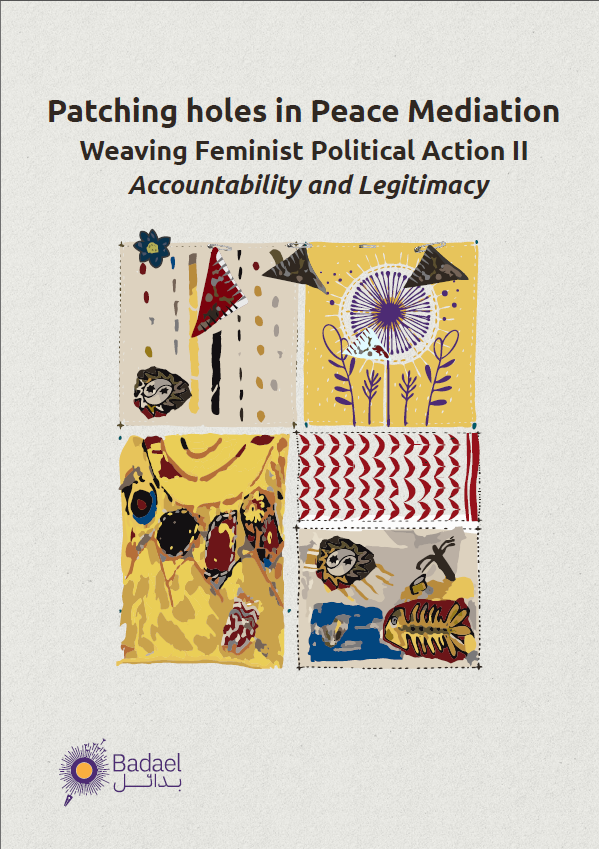 Patching holes in Peace Mediation
Weaving Feminist Political Action II
Accountability and Legitimacy
Badael
بدائل